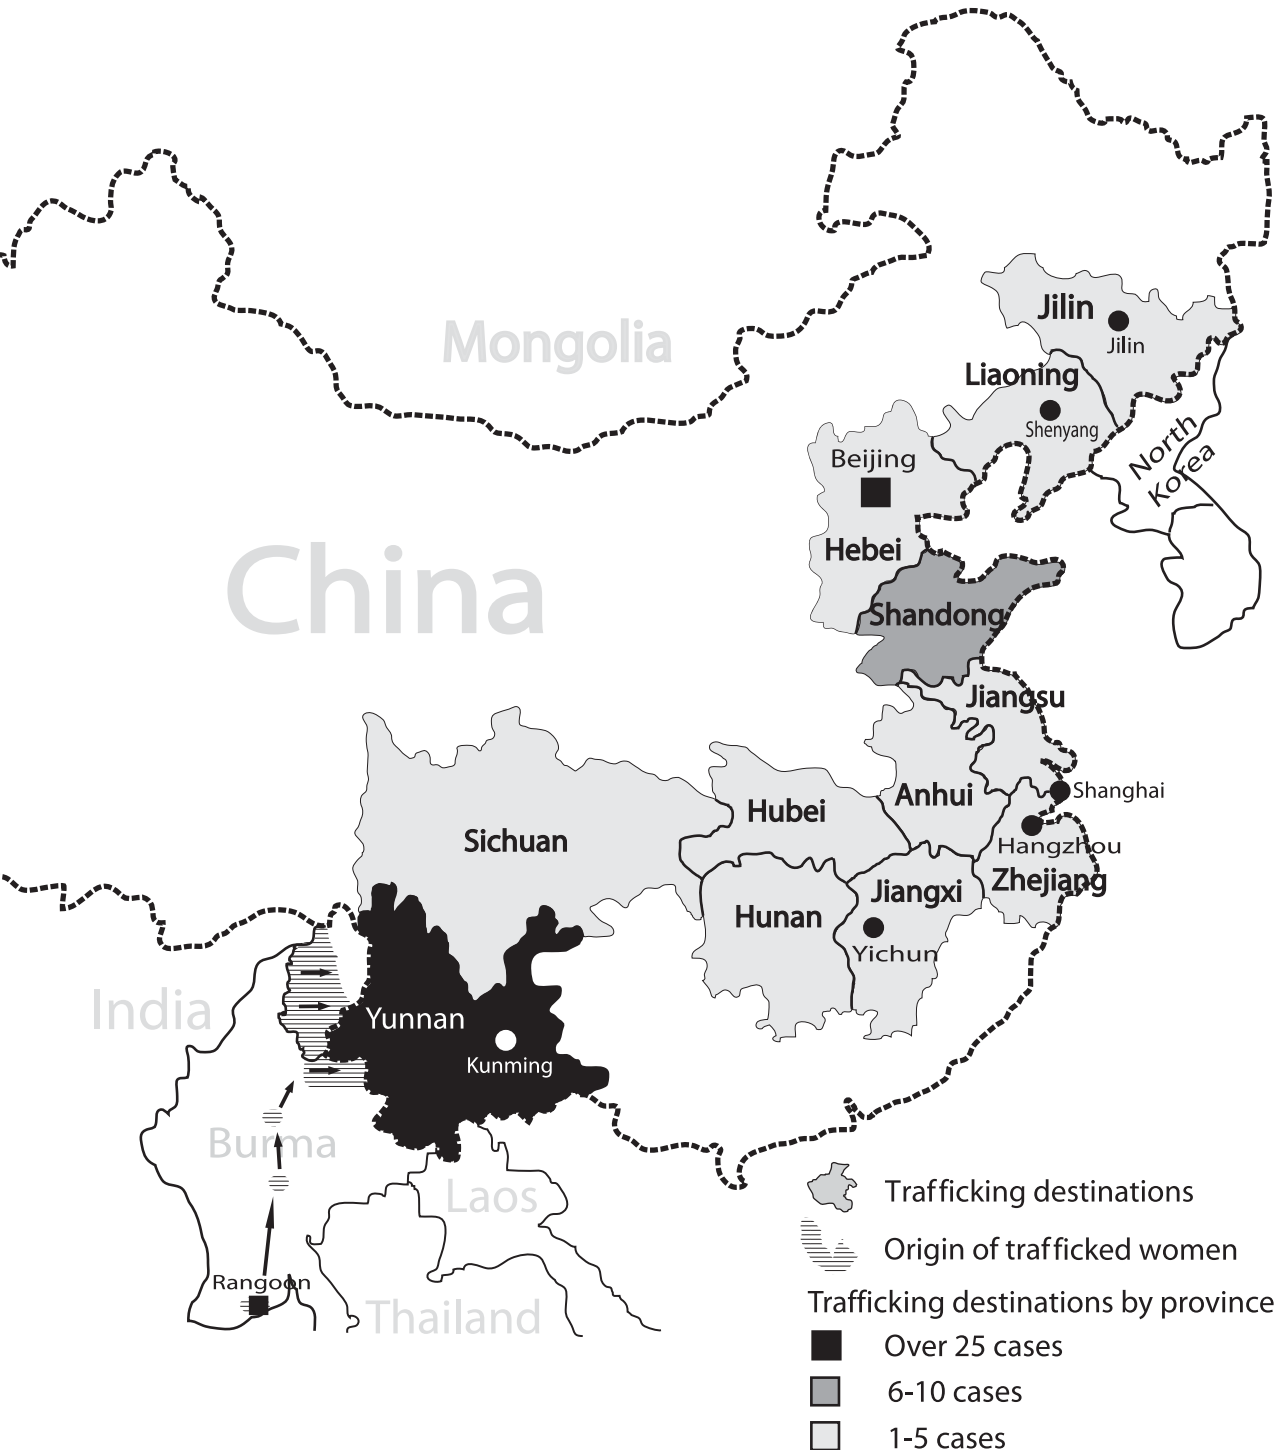 Jilin
Jilin
Mongolia
Liaoning
Shenyang
North
Korea
Beijing
China
Hebei
Shandong
Jiangsu
Shanghai
Anhui
Hubei
Sichuan
Hangzhou
Zhejiang
Jiangxi
Hunan
Yichun
India
Yunnan
Kunming
Burma
Laos
Trafficking destinations
Origin of trafficked women
Rangoon
Thailand
Trafficking destinations by province
Over 25 cases
6-10 cases
1-5 cases